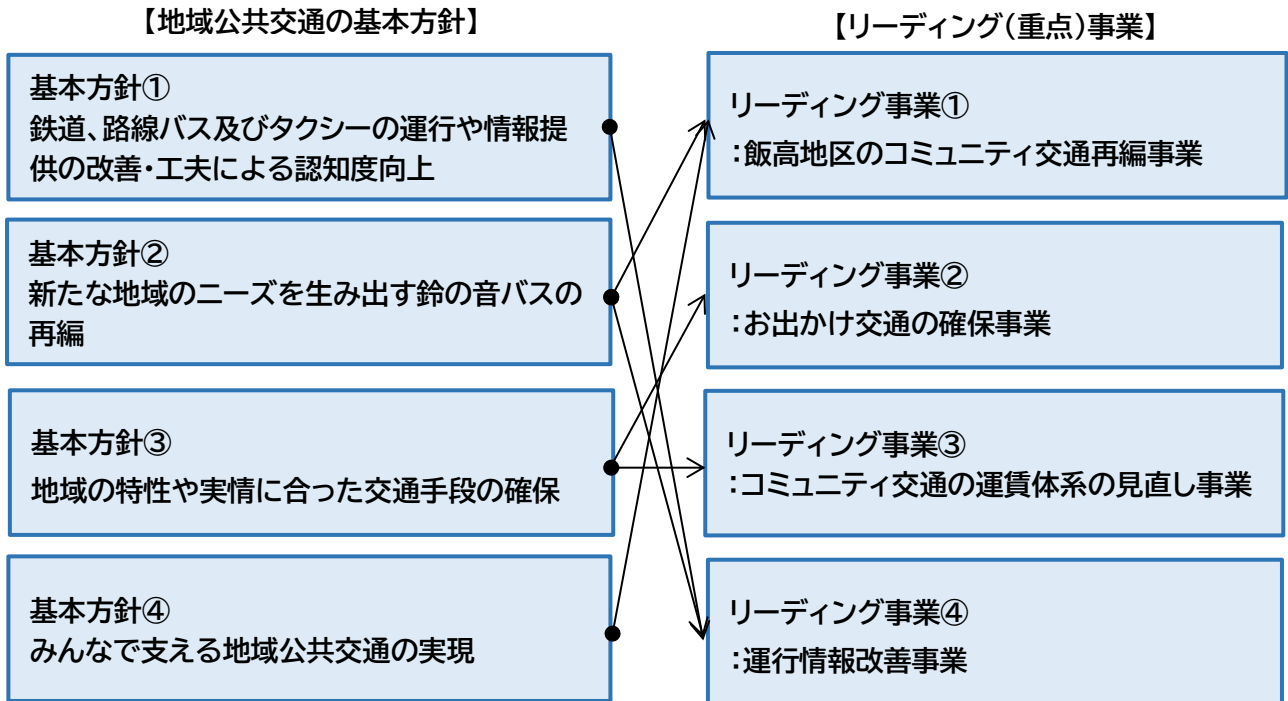 【地域公共交通の基本方針】
基本方針①
鉄道、路線バス及びタクシーの運行や情報提
供の改善・工夫による認知度向上
基本方針②
新たな地域のニーズを生み出す鈴の音バスの
再編
基本方針③
地域の特性や実情に合った交通手段の確保
基本方針④
みんなで支える地域公共交通の実現
【リーディング(重点)事業】
リーディング事業①
:飯高地区のコミュニティ交通再編事業
リーディング事業②
:お出かけ交通の確保事業
リーディング事業③
:コミュニティ交通の運賃体系の見直し事業
リーディング事業④
:運行情報改善事業